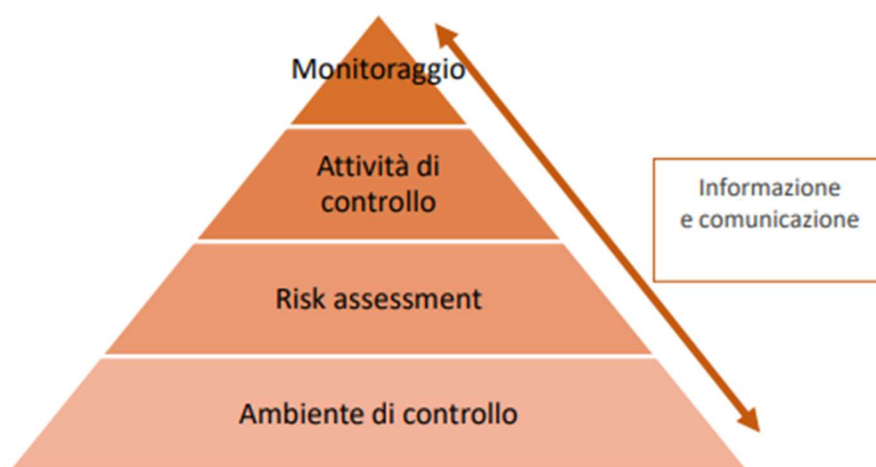 Monitoraggio
Attività di
controllo
Informazione
e comunicazione
Risk assessment
Ambiente di controllo